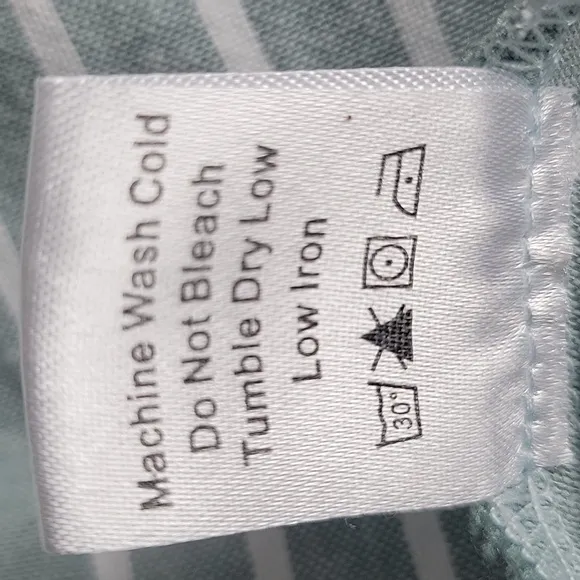 Machine Wash Cold
Do Not Bleach
Tumble Dry Low
Low Iron
30°